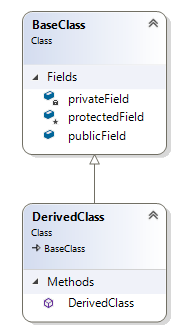 BaseClass
Class
Fields
privateField
protectedField
publicField
DerivedClass
Class
BaseClass
Methods
DerivedClass